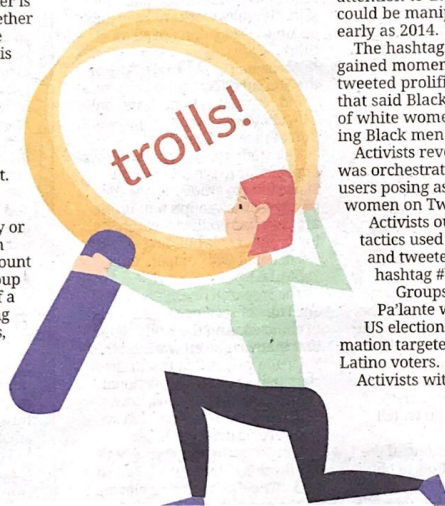 er is
ether
is
t.
y or
ount
oup
f a
g
s,
trolls!
could be mani
early as 2014.
The hashtag
gained momen
tweeted prolifi
that said Black
of white wome
ing Black men
Activists reve
was orchestrat
users posing as
women on Tw
Activists ou
tactics used
and tweete
hashtag #
Groups
Pa’lante w
US election
mation targete
Latino voters.
Activists wit